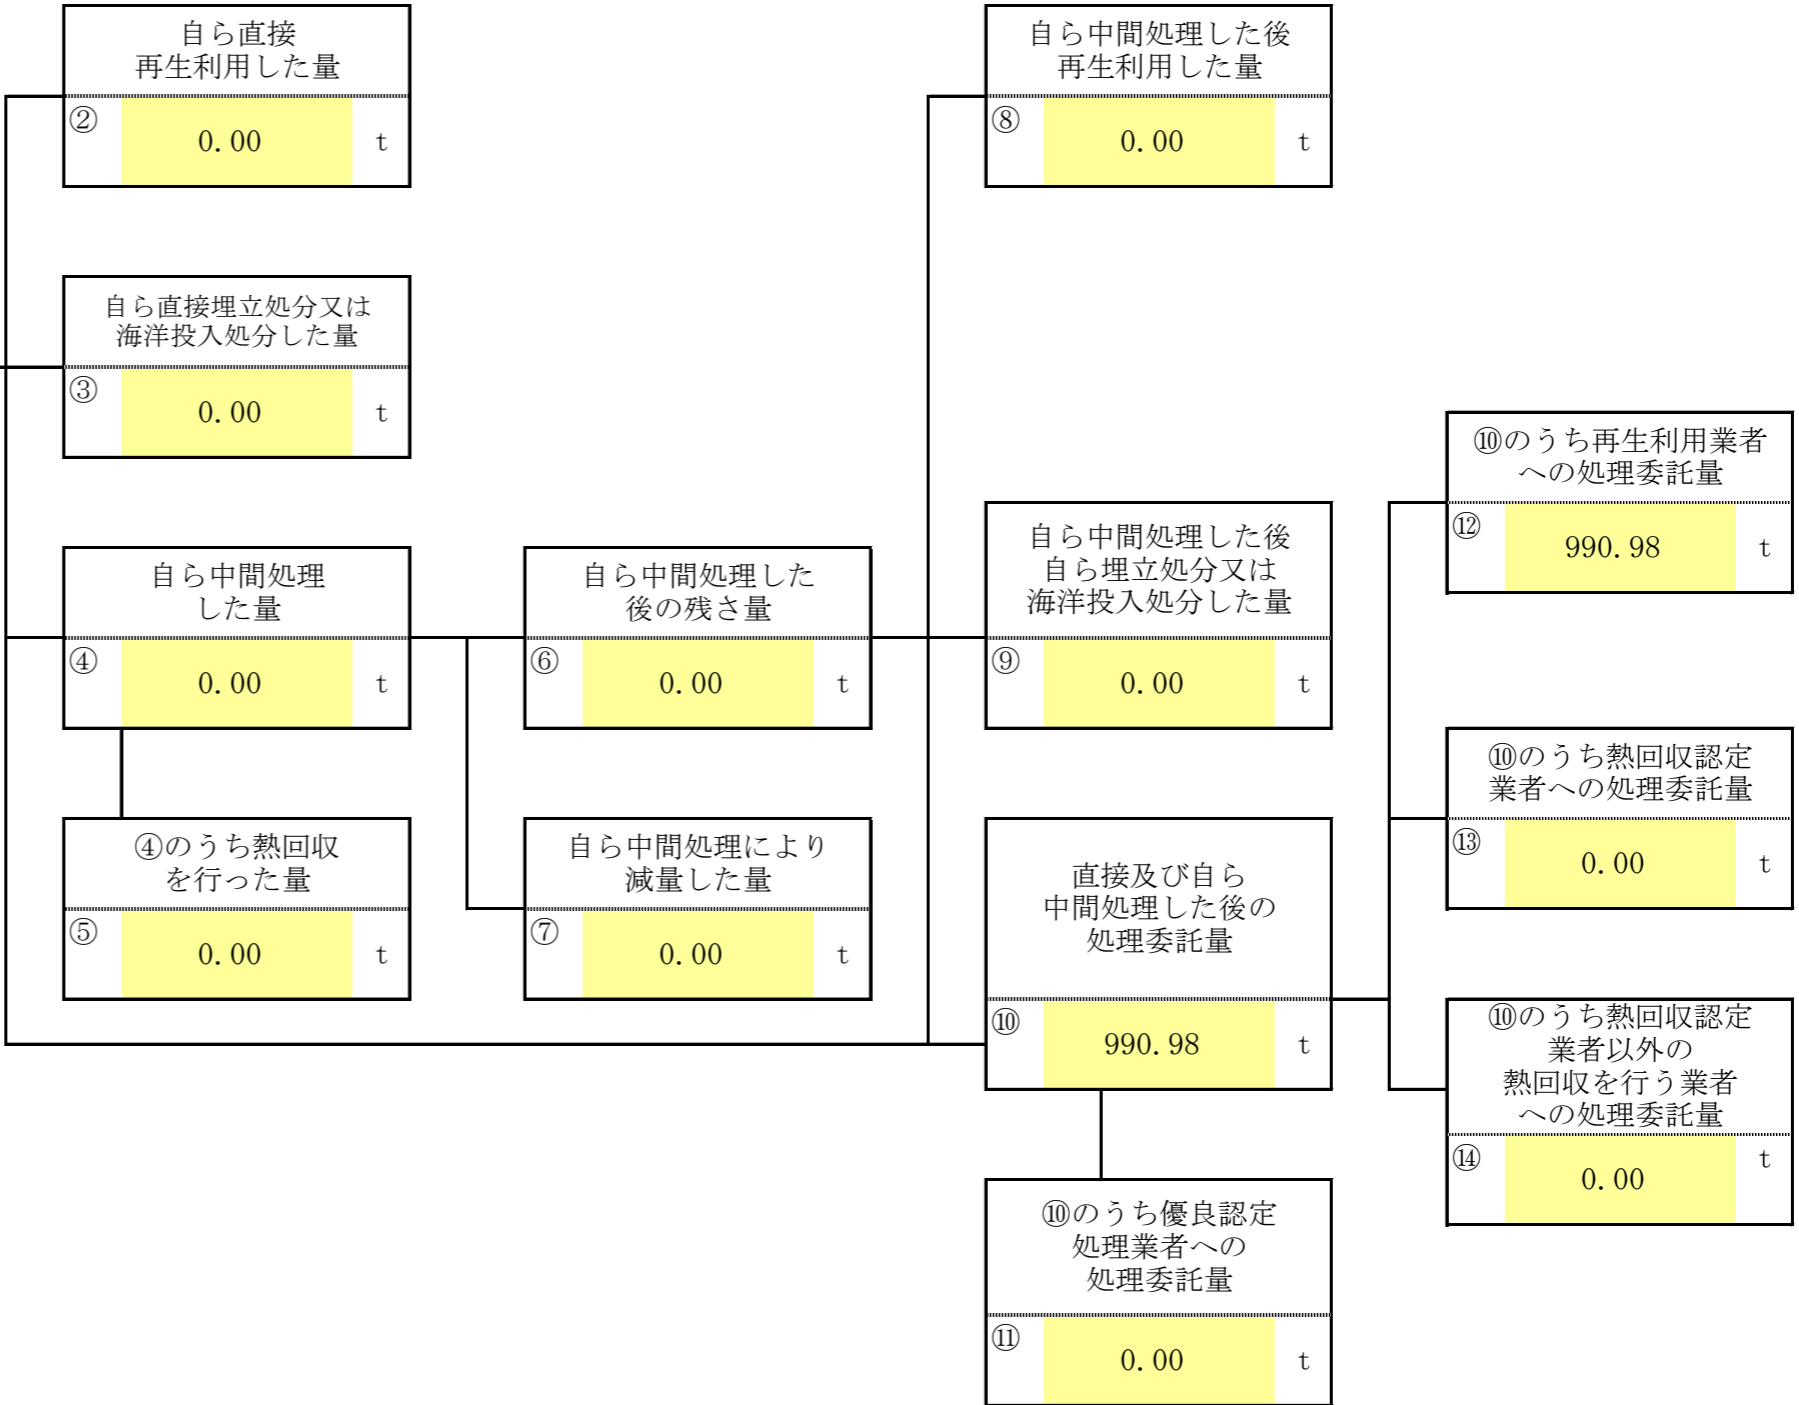 自ら直接
再生利用した量
② 0.00 t
自ら中間処理した後
再生利用した量
⑧ 0.00 t
自ら直接埋立処分又は
海洋投入処分した量
③ 0.00 t
⑩のうち再生利用業者
への処理委託量
⑫ 990.98 t
自ら中間処理
した量
④ 0.00 t
自ら中間処理した
後の残さ量
⑥ 0.00 t
自ら中間処理した後
自ら埋立処分又は
海洋投入処分した量
⑨ 0.00 t
⑩のうち熱回収認定
業者への処理委託量
⑬ 0.00 t
④のうち熱回収
を行った量
⑤ 0.00 t
自ら中間処理により
減量した量
⑦ 0.00 t
直接及び自ら
中間処理した後の
処理委託量
⑩ 990.98 t
⑩のうち熱回収認定
業者以外の
熱回収を行う業者
への処理委託量
⑭ 0.00 t
⑩のうち優良認定
処理業者への
処理委託量
⑪ 0.00 t